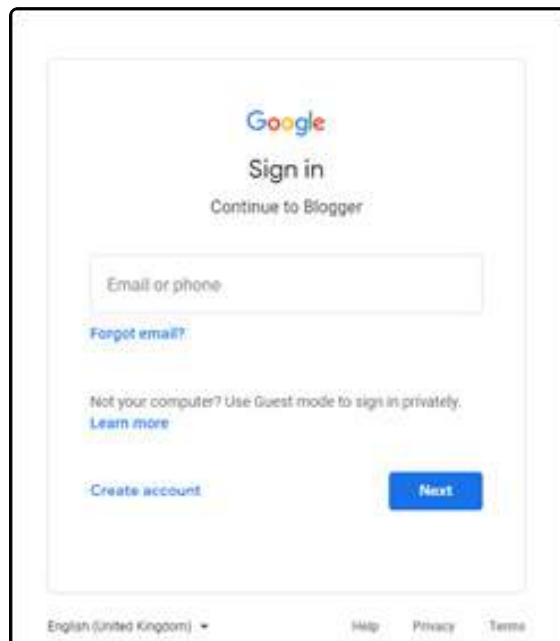 Google
Sign in
Continue to Blogger
Email or phone
Forgot email?
Not your computer? Use Guest mode to sign in privately.
Learn more
Create account
Next
English (United Kingdom)
Help Privacy Terms